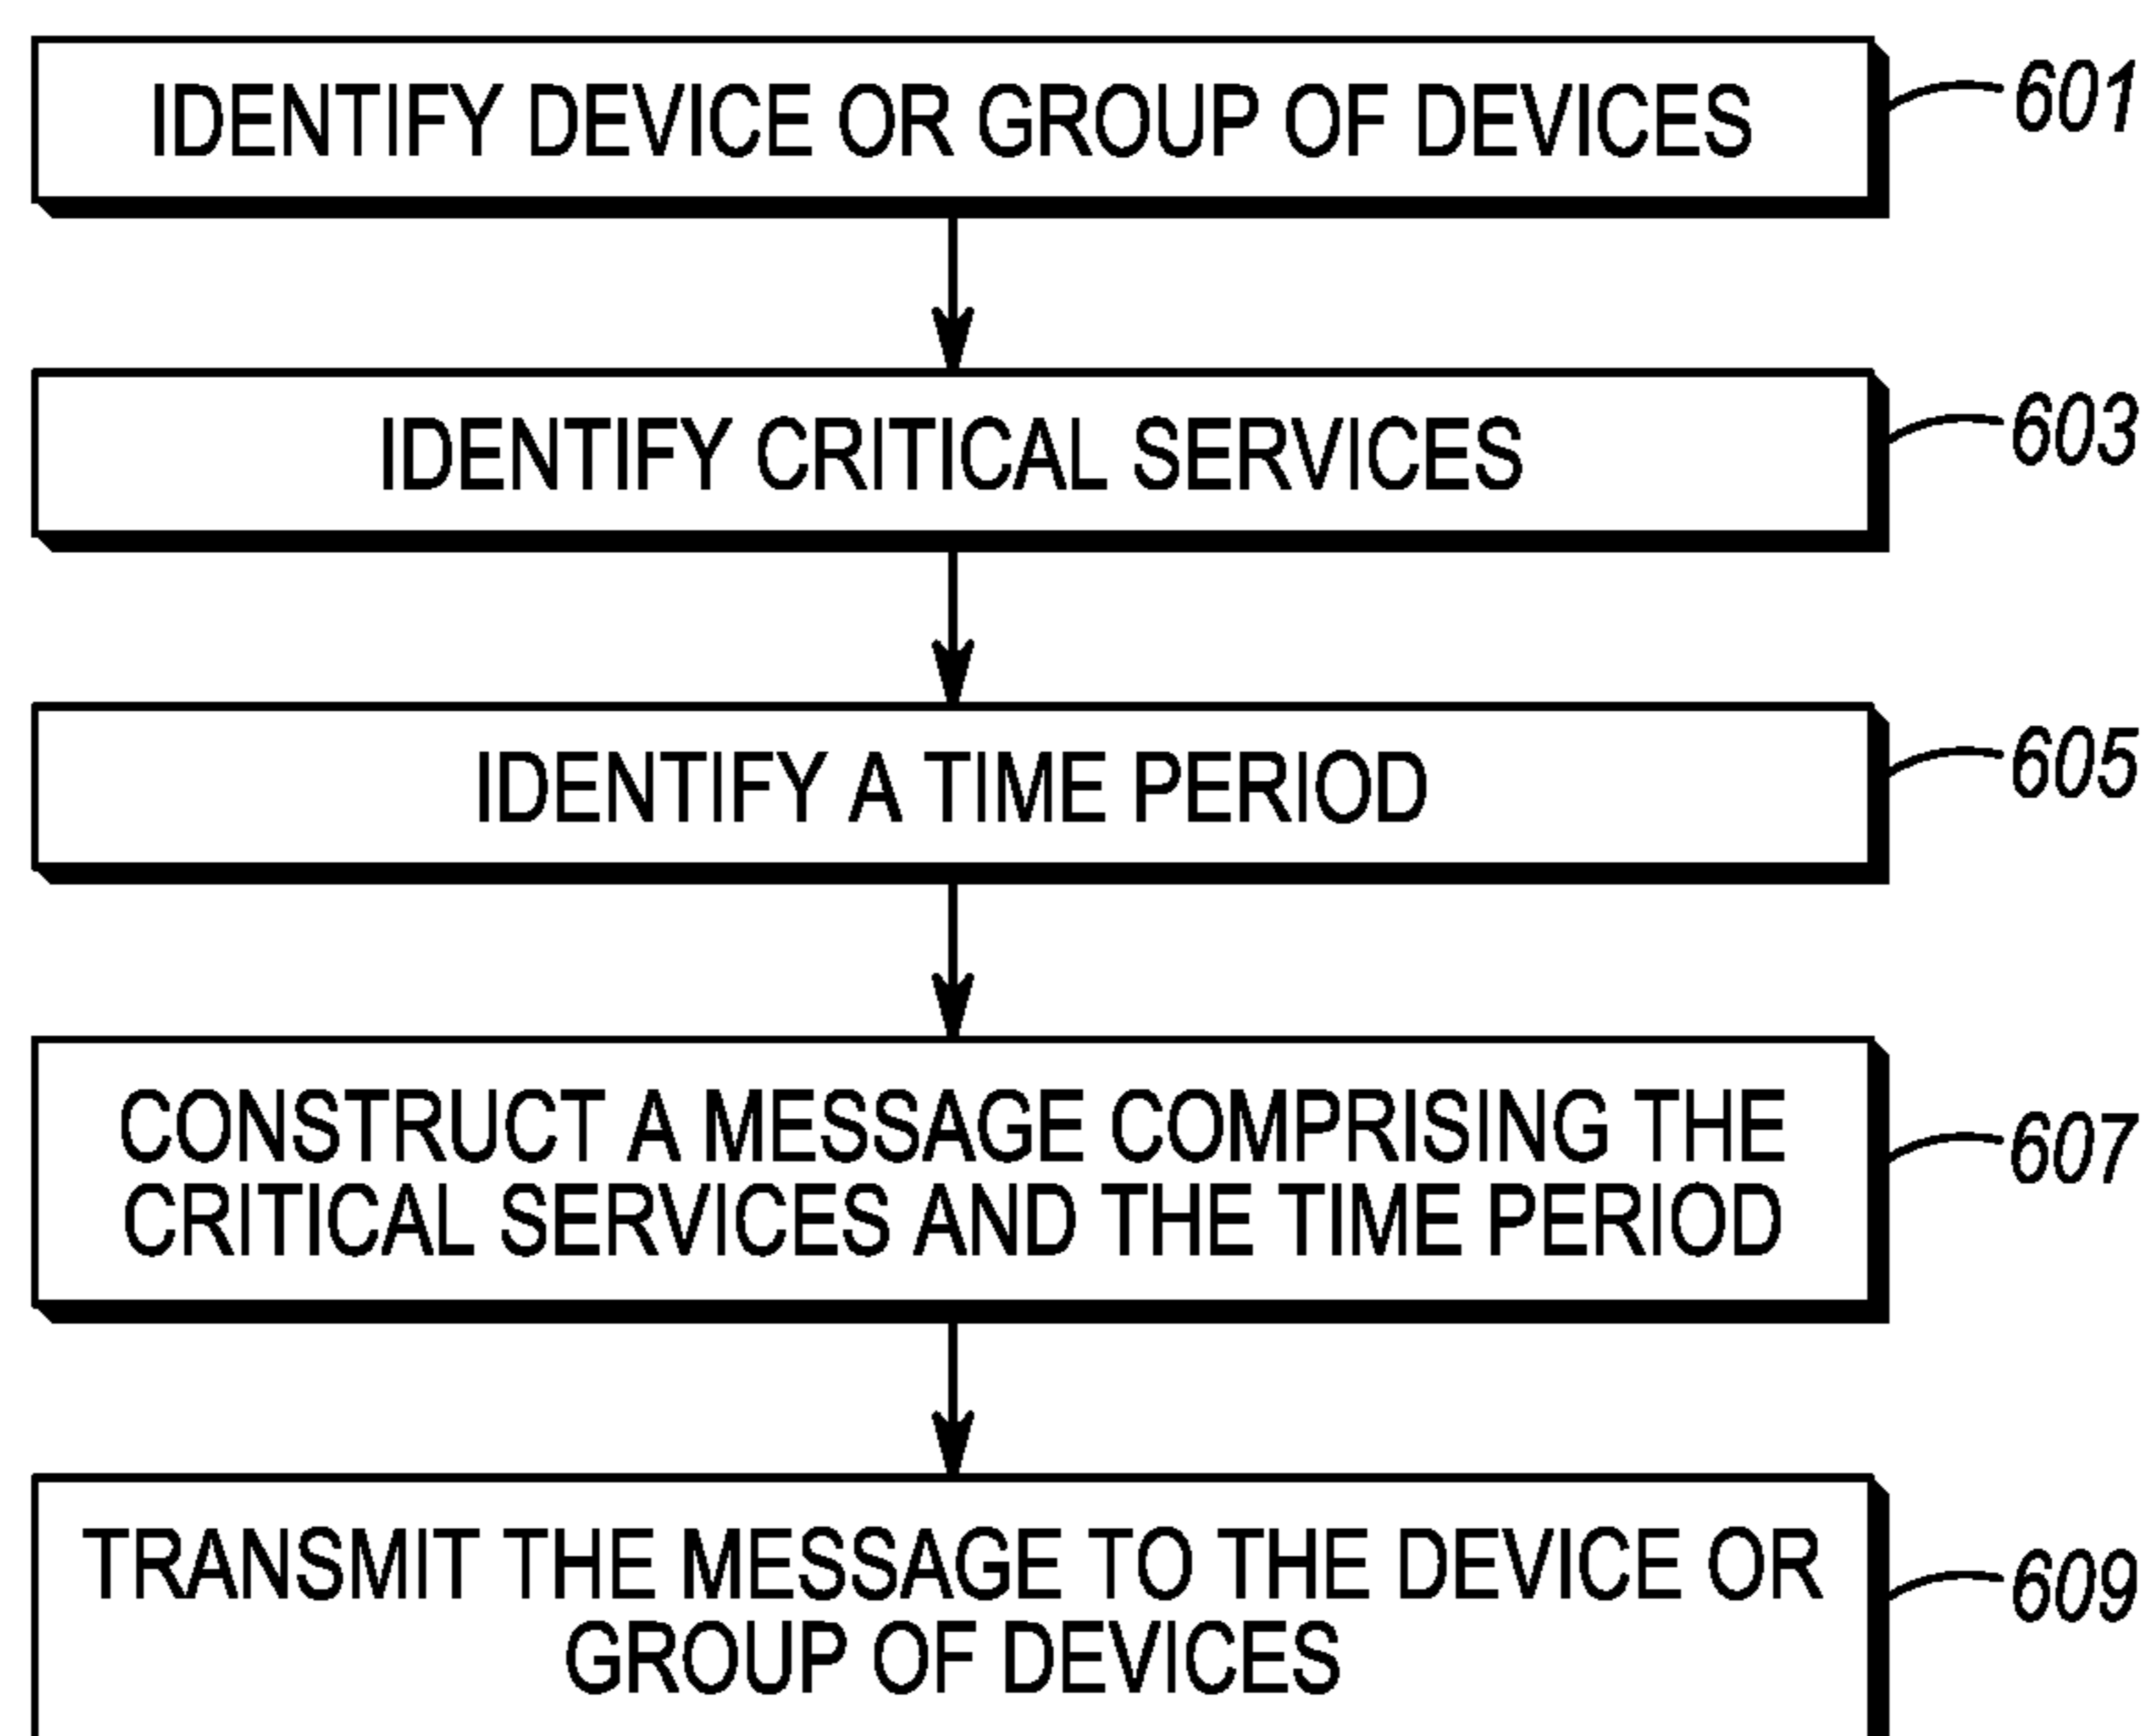 IDENTIFY DEVICE OR GROUP OF DEVICES
601
IDENTIFY CRITICAL SERVICES
603
IDENTIFY A TIME PERIOD
605
CONSTRUCT A MESSAGE COMPRISING THE
CRITICAL SERVICES AND THE TIME PERIOD
607
TRANSMIT THE MESSAGE TO THE DEVICE OR
GROUP OF DEVICES
609